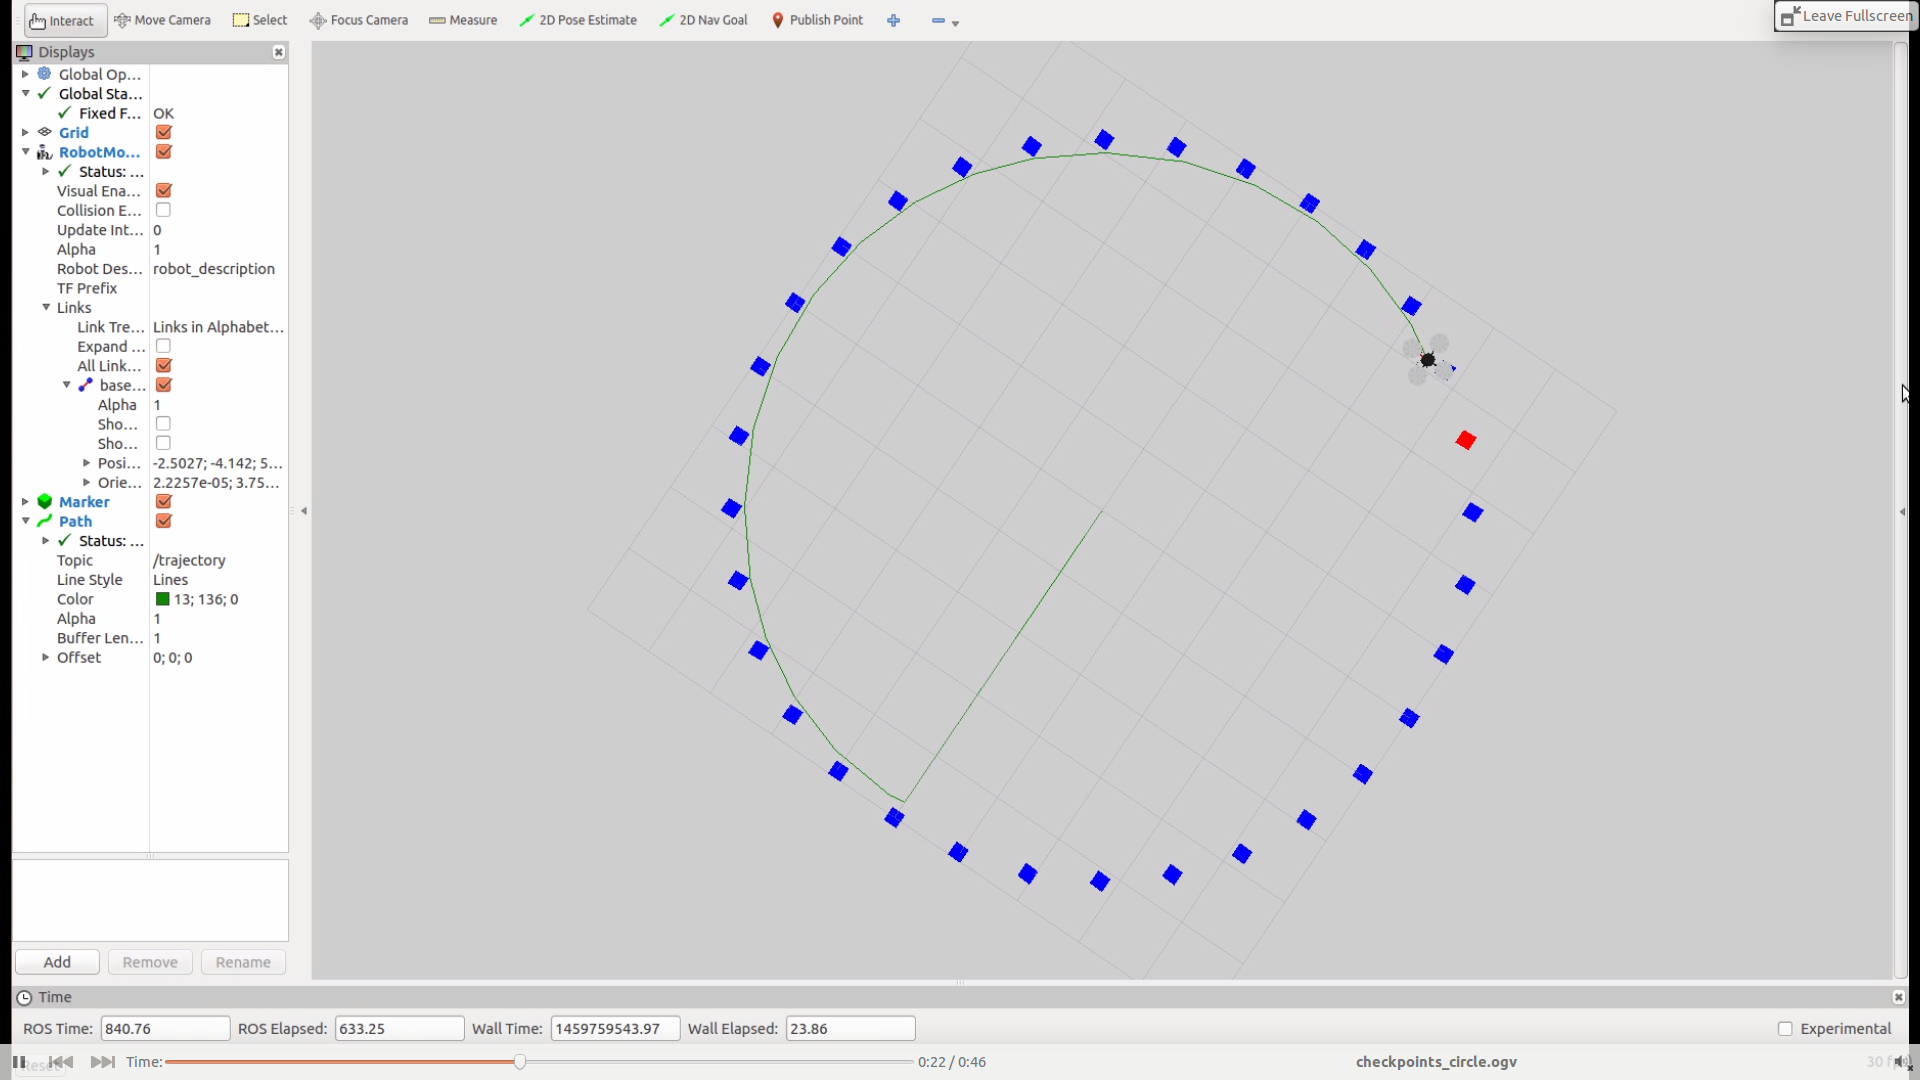 Interact Move Camera Select Focus Camera Measure 2D Pose Estimate 2D Nav Goal Publish Point
Leave Fullscreen
Displays
Global Op...
Global Sta...
Fixed F... OK
Grid
RobotMo...
Status: ...
Visual Ena...
Collision E...
Update Int... 0
Alpha 1
Robot Des... robot_description
TF Prefix
Links
Link Tre... Links in Alphabet...
Expand ...
All Link...
base...
Alpha 1
Sho...
Sho...
Posi... -2.5027; -4.142; 5...
Orie... 2.2257e-05; 3.75...
Marker
Path
Status: ...
Topic /trajectory
Line Style Lines
Color 13; 136; 0
Alpha 1
Buffer Len... 1
Offset 0; 0; 0
Add Remove Rename
Time
ROS Time: 840.76 ROS Elapsed: 633.25 Wall Time: 1459759543.97 Wall Elapsed: 23.86 Experimental
Reset
Time: 0:22 / 0:46 checkpoints_circle.ogv 30